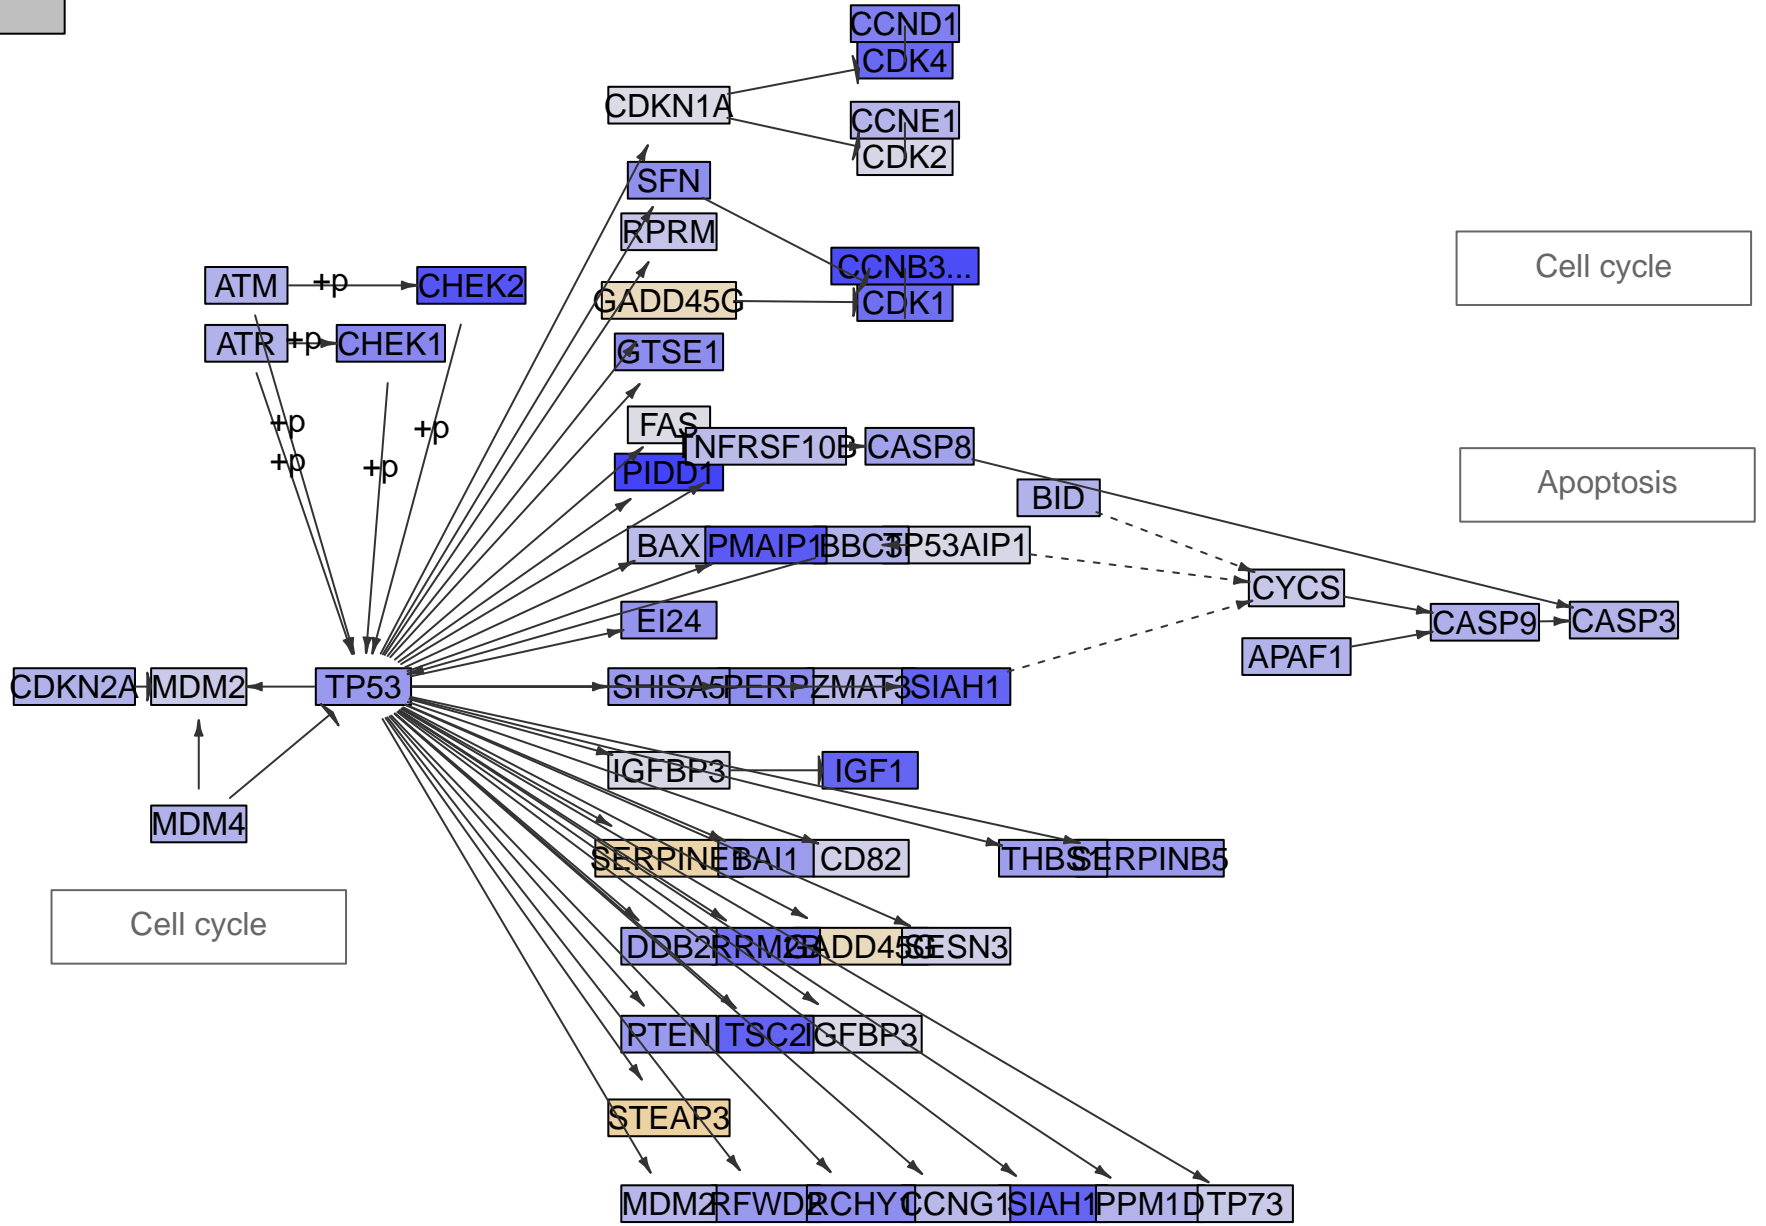 CCND1
CDK4
CDKN1A
CCNE1
CDK2
SFN
RPRM
Cell cycle
ATM
+p
CHEK2
CCNB3...
GADD45G
CDK1
ATR
+p
CHEK1
GTSE1
FAS
+p
+p
TNFRSF10B
CASP8
+p
+p
PIDD1
Apoptosis
BID
BAX
PMAIP1
BBC3
TP53AIP1
CYCS
EI24
CASP9
CASP3
APAF1
CDKN2A
MDM2
TP53
SHISA5
PERP
ZMAT3
SIAH1
IGFBP3
IGF1
MDM4
SERPINE1
BAI1
CD82
THBS1
SERPINB5
Cell cycle
DDB2
RRM2B
GADD45G
SESN3
PTEN
TSC2
IGFBP3
STEAP3
MDM2
RFWD2
RCHY1
CCNG1
SIAH1
PPM1D
TP73